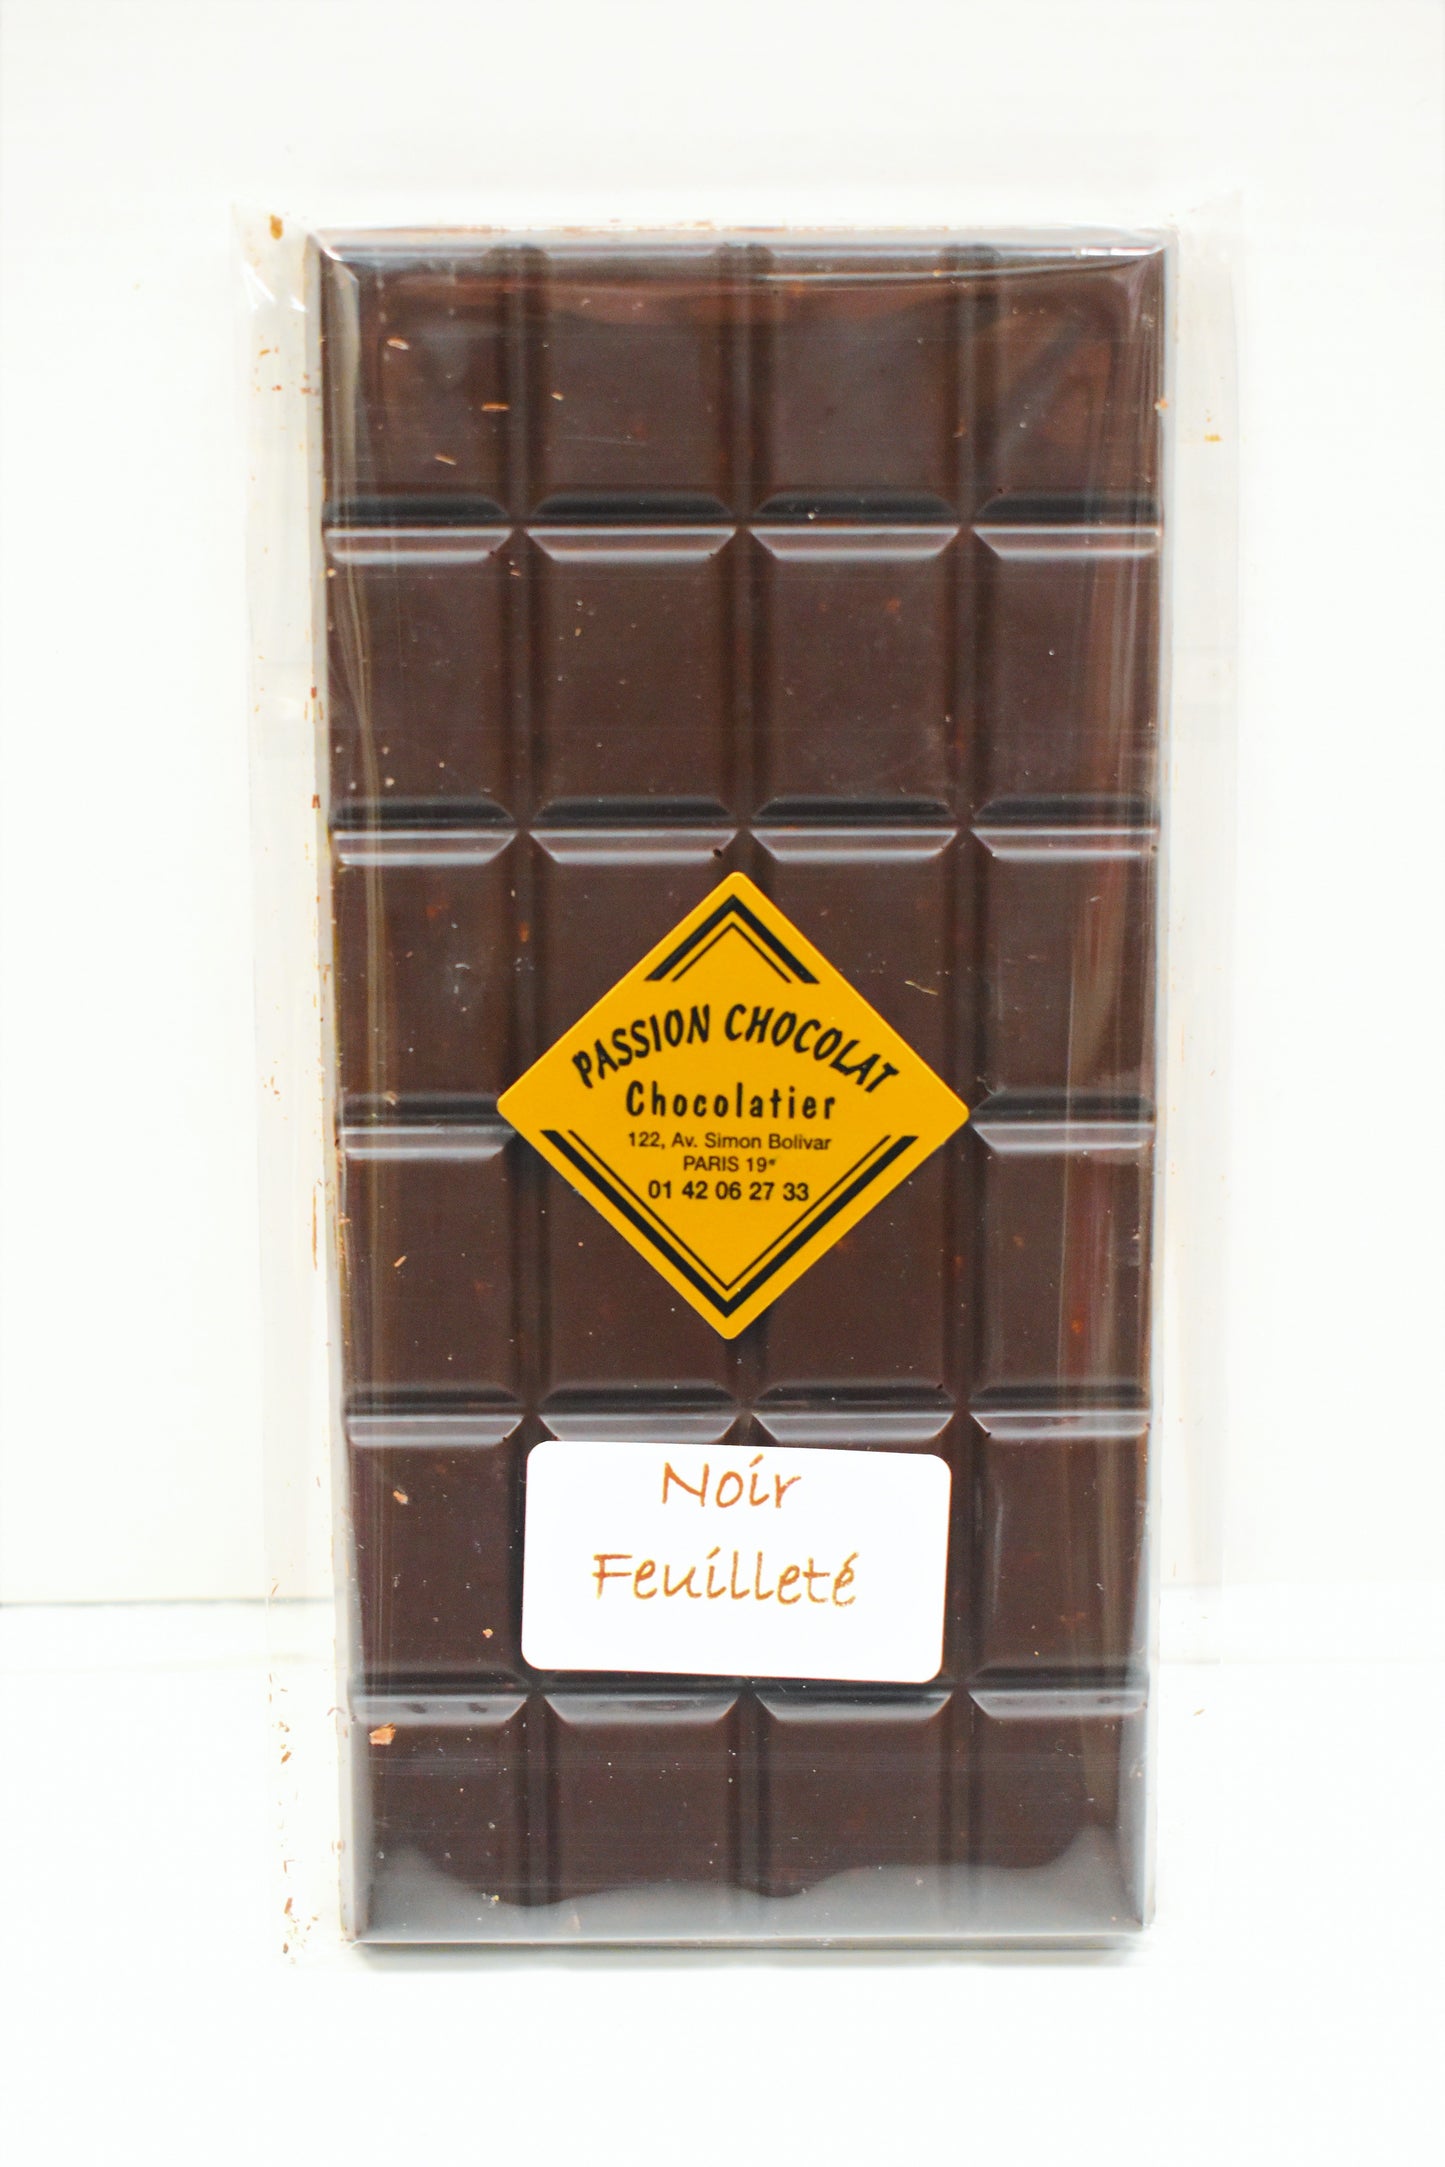 PASSION CHOCOLAT
Chocolatier
122, Av. Simon Bolivar
PARIS 19e
01 42 06 27 33
Noir
Feuilleté